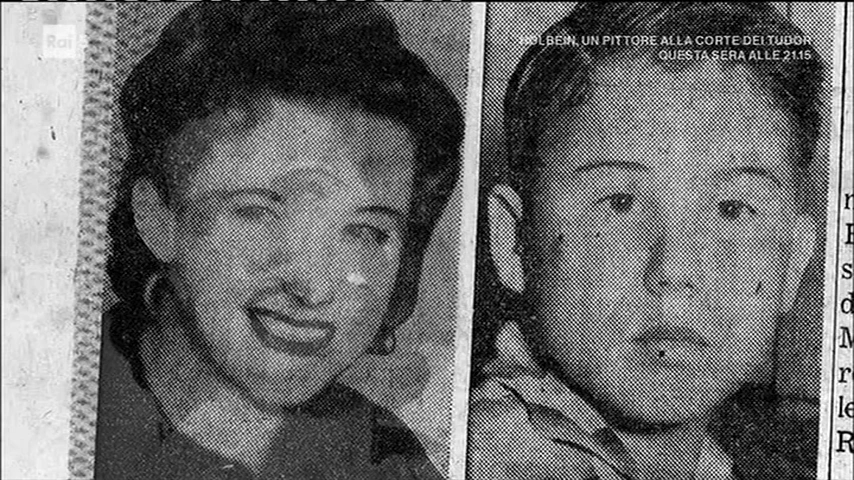 Rai
HOLBEIN, UN PITTORE ALLA CORTE DEI TUDOR
QUESTA SERA ALLE 21.15